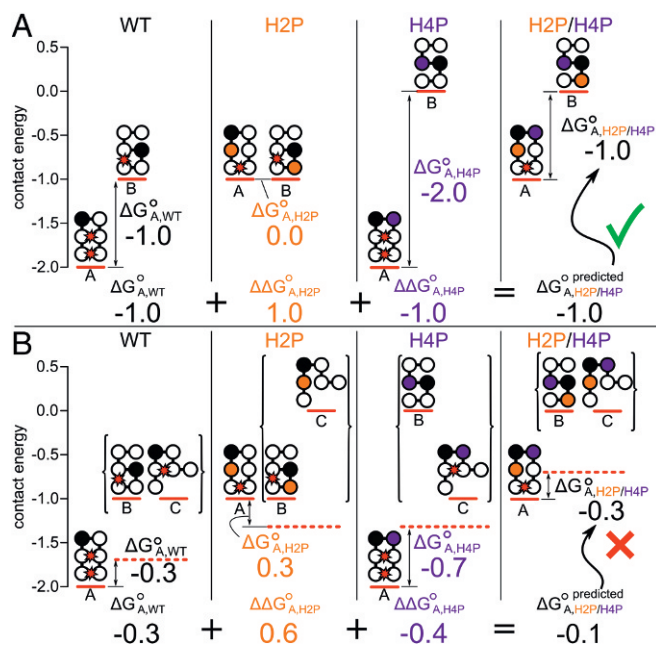 A
WT H2P H4P H2P/H4P
contact energy
0.5
0.0
-0.5
-1.0
-1.5
-2.0
A
B
ΔG°A,WT
-1.0
A
B
ΔG°A,H2P
0.0
A
B
ΔG°A,H4P
-2.0
A
B
ΔG°A,H2P/H4P
-1.0
ΔG°A,WT ΔΔG°A,H2P ΔΔG°A,H4P ΔG°A,H2P/H4P predicted
-1.0 + 1.0 + -1.0 = -1.0
B
WT H2P H4P H2P/H4P
contact energy
0.5
0.0
-0.5
-1.0
-1.5
-2.0
B C
A
ΔG°A,WT
-0.3
C
A B
ΔG°A,H2P
0.3
B
C
A
ΔG°A,H4P
-0.7
B C
A
ΔG°A,H2P/H4P
-0.3
ΔG°A,WT ΔΔG°A,H2P ΔΔG°A,H4P ΔG°A,H2P/H4P predicted
-0.3 + 0.6 + -0.4 = -0.1